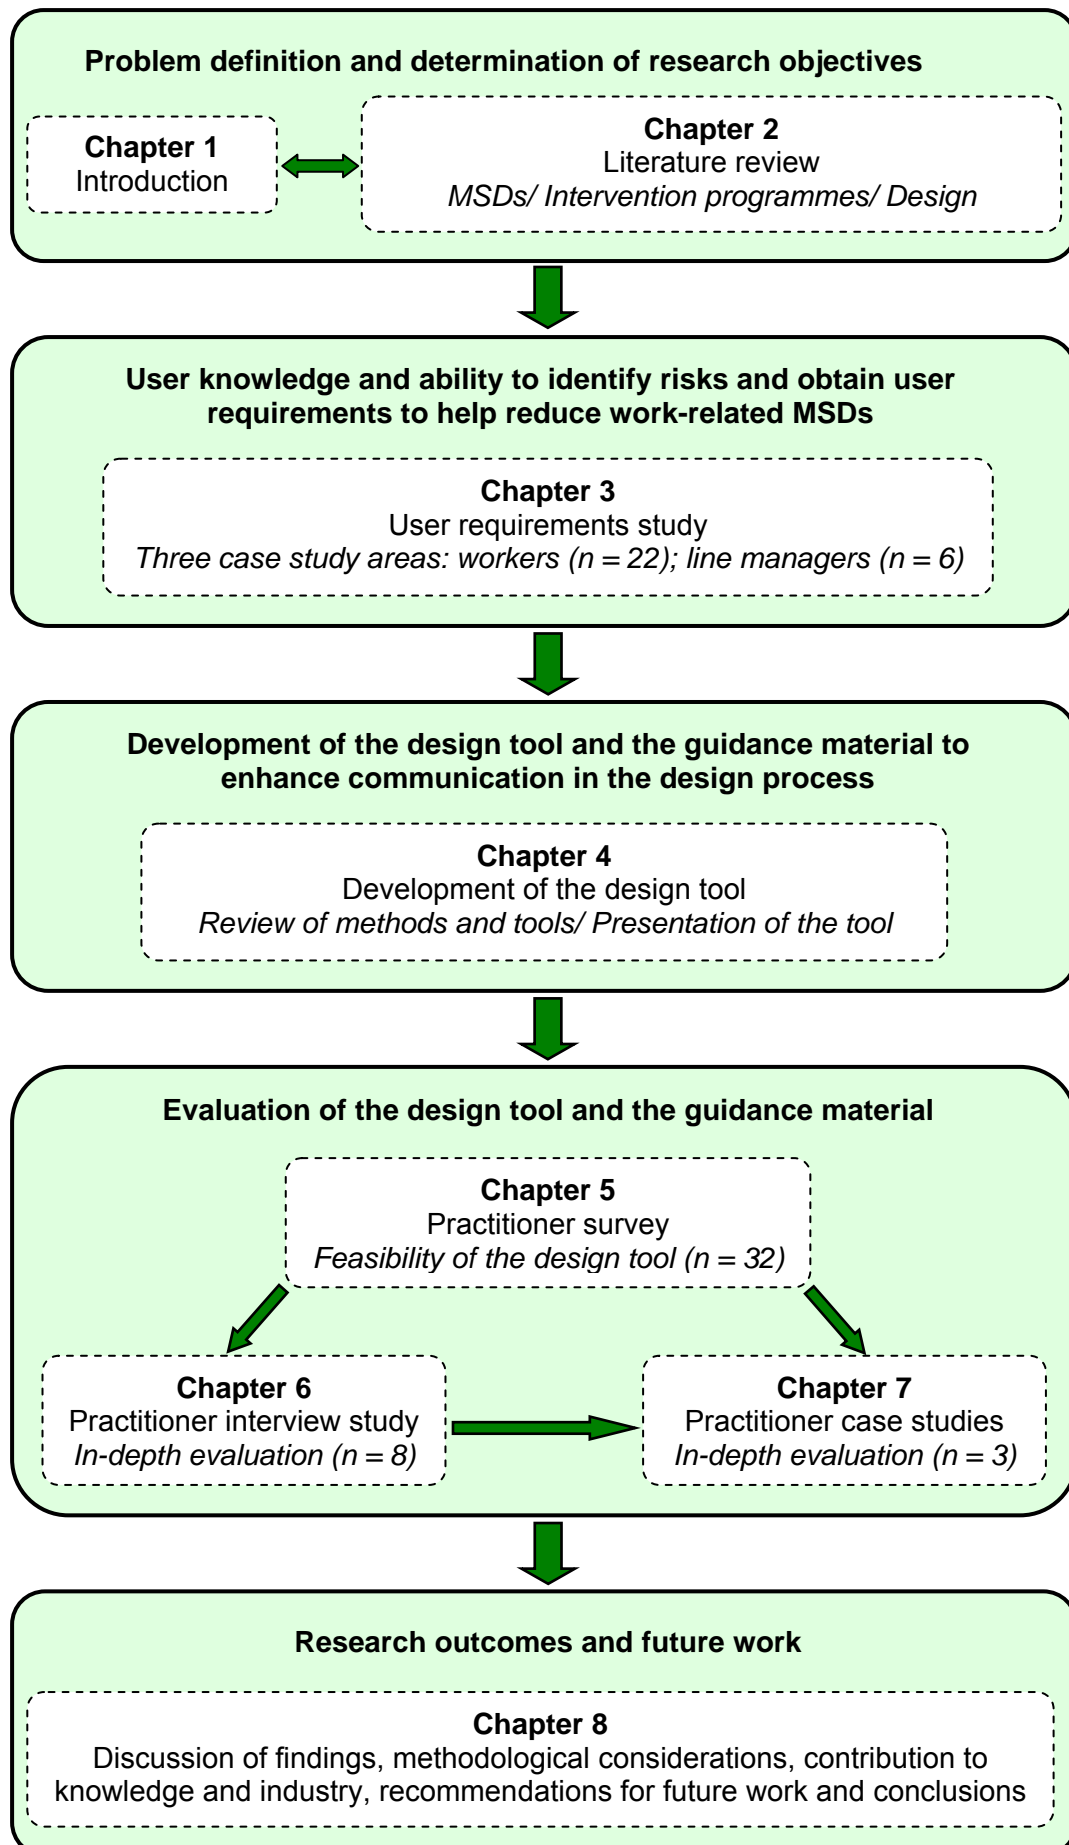 Problem definition and determination of research objectives
Chapter 1
Introduction
Chapter 2
Literature review
MSDs/ Intervention programmes/ Design
User knowledge and ability to identify risks and obtain user
requirements to help reduce work-related MSDs
Chapter 3
User requirements study
Three case study areas: workers (n = 22); line managers (n = 6)
Development of the design tool and the guidance material to
enhance communication in the design process
Chapter 4
Development of the design tool
Review of methods and tools/ Presentation of the tool
Evaluation of the design tool and the guidance material
Chapter 5
Practitioner survey
Feasibility of the design tool (n = 32)
Chapter 6
Practitioner interview study
In-depth evaluation (n = 8)
Chapter 7
Practitioner case studies
In-depth evaluation (n = 3)
Research outcomes and future work
Chapter 8
Discussion of findings, methodological considerations, contribution to
knowledge and industry, recommendations for future work and conclusions